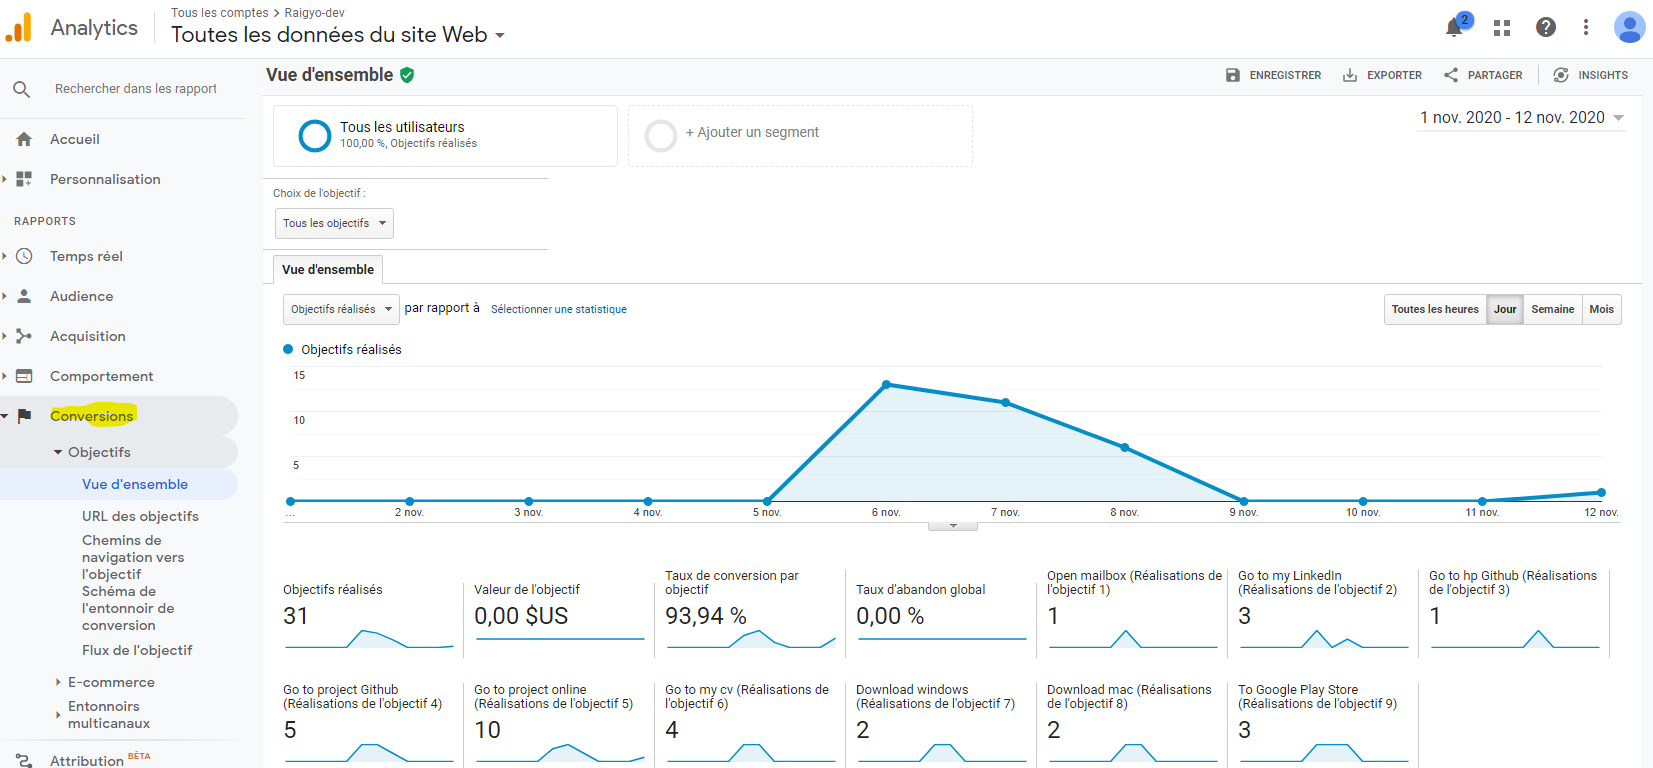 Analytics
Tous les comptes > Raigyo-dev
Toutes les données du site Web
2
Rechercher dans les rapport
Accueil
Personnalisation
RAPPORTS
Temps réel
Audience
Acquisition
Comportement
Conversions
Objectifs
Vue d'ensemble
URL des objectifs
Chemins de
navigation vers
l'objectif
Schéma de
l'entonnoir de
conversion
Flux de l'objectif
E-commerce
Entonnoirs
multicanaux
Attribution BÊTA
Vue d'ensemble
ENREGISTRER
EXPORTER
PARTAGER
INSIGHTS
Tous les utilisateurs
100,00 %, Objectifs réalisés
+ Ajouter un segment
1 nov. 2020 - 12 nov. 2020
Choix de l'objectif :
Tous les objectifs
Vue d'ensemble
Objectifs réalisés par rapport à Sélectionner une statistique
Toutes les heures Jour Semaine Mois
Objectifs réalisés
15
10
5
... 2 nov. 3 nov. 4 nov. 5 nov. 6 nov. 7 nov. 8 nov. 9 nov. 10 nov. 11 nov. 12 nov.
Objectifs réalisés
31
Valeur de l'objectif
0,00 $US
Taux de conversion par
objectif
93,94 %
Taux d'abandon global
0,00 %
Open mailbox (Réalisations de
l'objectif 1)
1
Go to my LinkedIn
(Réalisations de l'objectif 2)
3
Go to hp Github (Réalisations
de l'objectif 3)
1
Go to project Github
(Réalisations de l'objectif 4)
5
Go to project online
(Réalisations de l'objectif 5)
10
Go to my cv (Réalisations de
l'objectif 6)
4
Download windows
(Réalisations de l'objectif 7)
2
Download mac (Réalisations
de l'objectif 8)
2
To Google Play Store
(Réalisations de l'objectif 9)
3